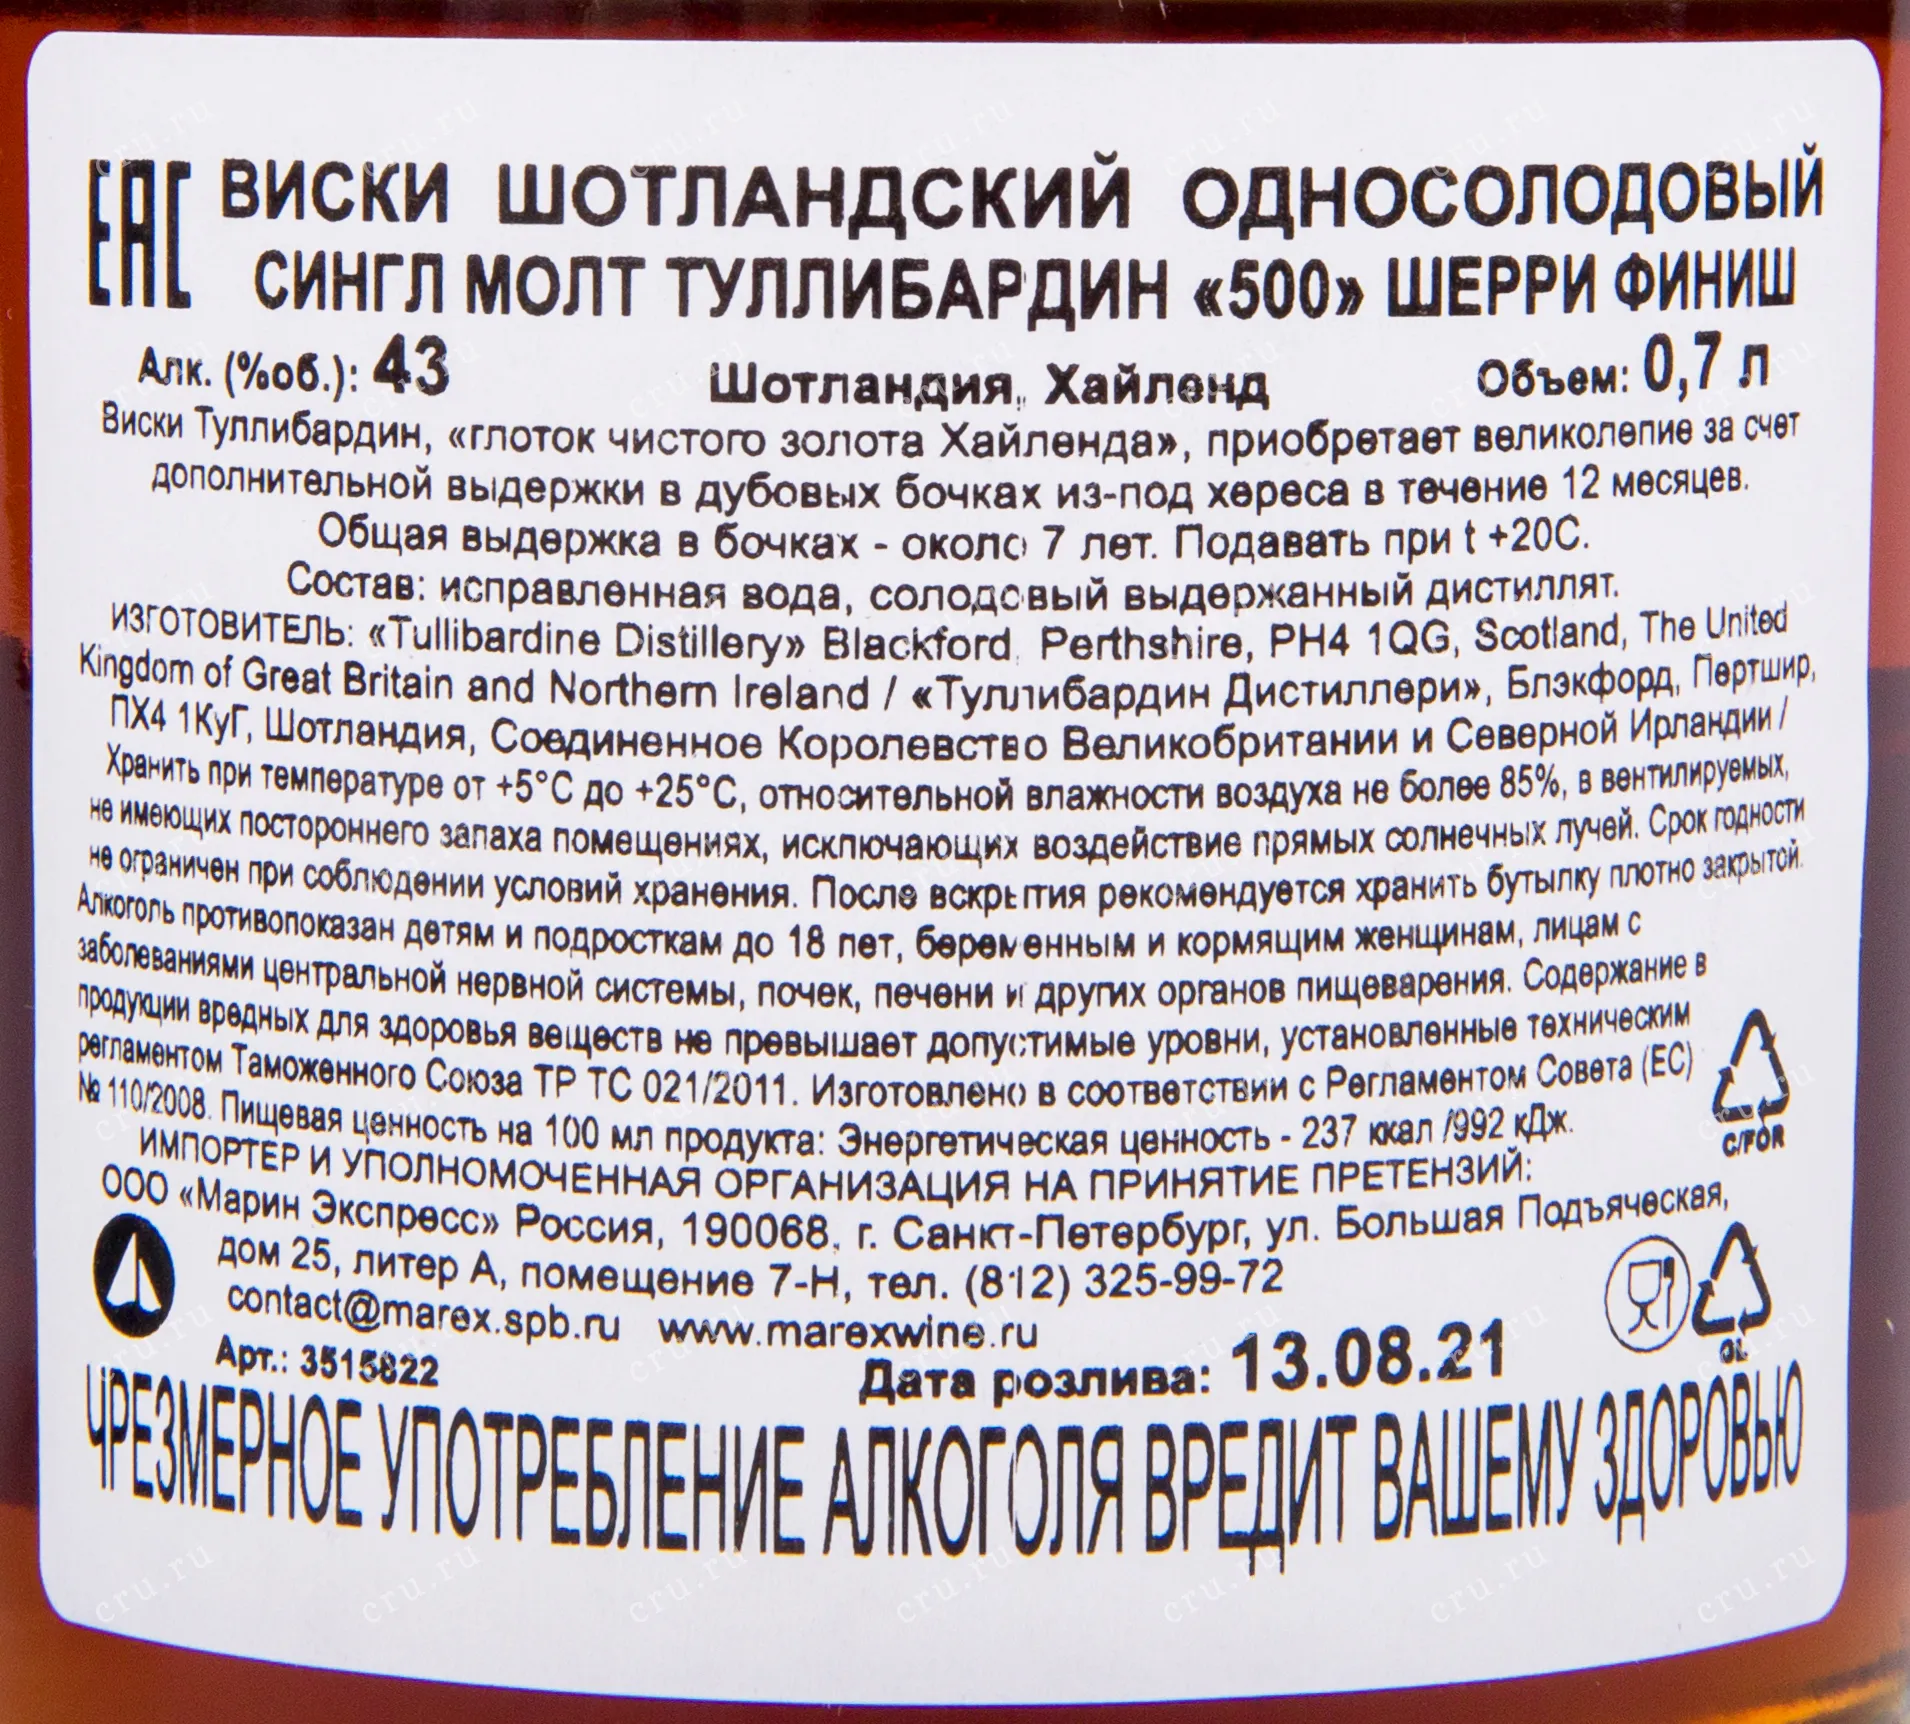 ЕАС ВИСКИ ШОТЛАНДСКИЙ ОДНОСОЛОДОВЫЙ
СИНГЛ МОЛТ ТУЛЛИБАРДИН «500» ШЕРРИ ФИНИШ
Алк. (%об.): 43 Шотландия, Хайленд Объем: 0,7 л
Виски Туллибардин, «глоток чистого золота Хайленда», приобретает великолепие за счет
дополнительной выдержки в дубовых бочках из-под хереса в течение 12 месяцев.
Общая выдержка в бочках - около 7 лет. Подавать при t +20C.
Состав: исправленная вода, солодовый выдержанный дистиллят.
ИЗГОТОВИТЕЛЬ: «Tullibardine Distillery» Blackford, Perthshire, PH4 1QG, Scotland, The United
Kingdom of Great Britain and Northern Ireland / «Туллибардин Дистиллери», Блэкфорд, Пертшир,
ПХ4 1КуГ, Шотландия, Соединенное Королевство Великобритании и Северной Ирландии /
Хранить при температуре от +5°С до +25°С, относительной влажности воздуха не более 85%, в вентилируемых,
не имеющих постороннего запаха помещениях, исключающих воздействие прямых солнечных лучей. Срок годности
не ограничен при соблюдении условий хранения. После вскрытия рекомендуется хранить бутылку плотно закрытой.
Алкоголь противопоказан детям и подросткам до 18 лет, беременным и кормящим женщинам, лицам с
заболеваниями центральной нервной системы, почек, печени и других органов пищеварения. Содержание в
продукции вредных для здоровья веществ не превышает допустимые уровни, установленные техническим
регламентом Таможенного Союза ТР ТС 021/2011. Изготовлено в соответствии с Регламентом Совета (ЕС)
№ 110/2008. Пищевая ценность на 100 мл продукта: Энергетическая ценность - 237 ккал /992 кДж.
C/FOR
ИМПОРТЕР И УПОЛНОМОЧЕННАЯ ОРГАНИЗАЦИЯ НА ПРИНЯТИЕ ПРЕТЕНЗИЙ:
ООО «Марин Экспресс» Россия, 190068, г. Санкт-Петербург, ул. Большая Подъяческая,
дом 25, литер А, помещение 7-Н, тел. (812) 325-99-72
contact@marex.spb.ru www.marexwine.ru
Арт.: 3515822 Дата розлива: 13.08.21
GL
ЧРЕЗМЕРНОЕ УПОТРЕБЛЕНИЕ АЛКОГОЛЯ ВРЕДИТ ВАШЕМУ ЗДОРОВЬЮ
cru.ru